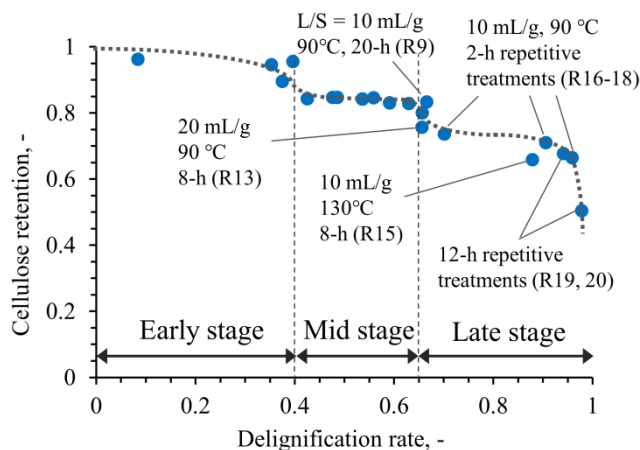 L/S = 10 mL/g
90℃, 20-h (R9)
10 mL/g, 90 ℃
2-h repetitive
treatments (R16-18)
20 mL/g
90 ℃
8-h (R13)
10 mL/g
130℃
8-h (R15)
12-h repetitive
treatments (R19, 20)
Early stage
Mid stage
Late stage
Cellulose retention, -
1
0.8
0.6
0.4
0.2
0
0
0.2
0.4
0.6
0.8
1
Delignification rate, -